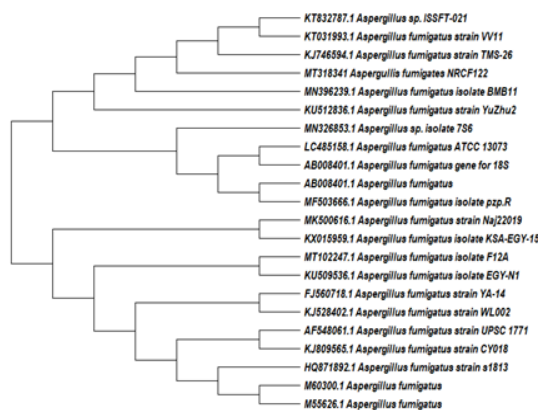 KT832787.1 Aspergillus sp. ISSFT-021
KT031993.1 Aspergillus fumigatus strain VV11
KJ746594.1 Aspergillus fumigatus strain TMS-26
MT318341 Aspergullis fumigates NRCF122
MN396239.1 Aspergillus fumigatus isolate BMB11
KU512836.1 Aspergillus fumigatus strain YuZhu2
MN326853.1 Aspergillus sp. isolate 7S6
LC485158.1 Aspergillus fumigatus ATCC 13073
AB008401.1 Aspergillus fumigatus gene for 18S
AB008401.1 Aspergillus fumigatus
MF503666.1 Aspergillus fumigatus isolate pzp.R
MK500616.1 Aspergillus fumigatus strain Naj22019
KX015959.1 Aspergillus fumigatus isolate KSA-EGY-15
MT102247.1 Aspergillus fumigatus isolate F12A
KU509536.1 Aspergillus fumigatus isolate EGY-N1
FJ560718.1 Aspergillus fumigatus strain YA-14
KJ528402.1 Aspergillus fumigatus strain WL002
AF548061.1 Aspergillus fumigatus strain UPSC 1771
KJ809565.1 Aspergillus fumigatus strain CY018
HQ871892.1 Aspergillus fumigatus strain s1813
M60300.1 Aspergillus fumigatus
M55626.1 Aspergillus fumigatus